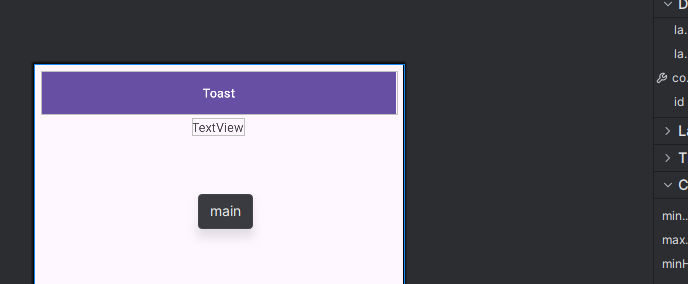 Toast
TextView
main
D
la..
la..
co..
id
La
T
C
min..
max.
minH